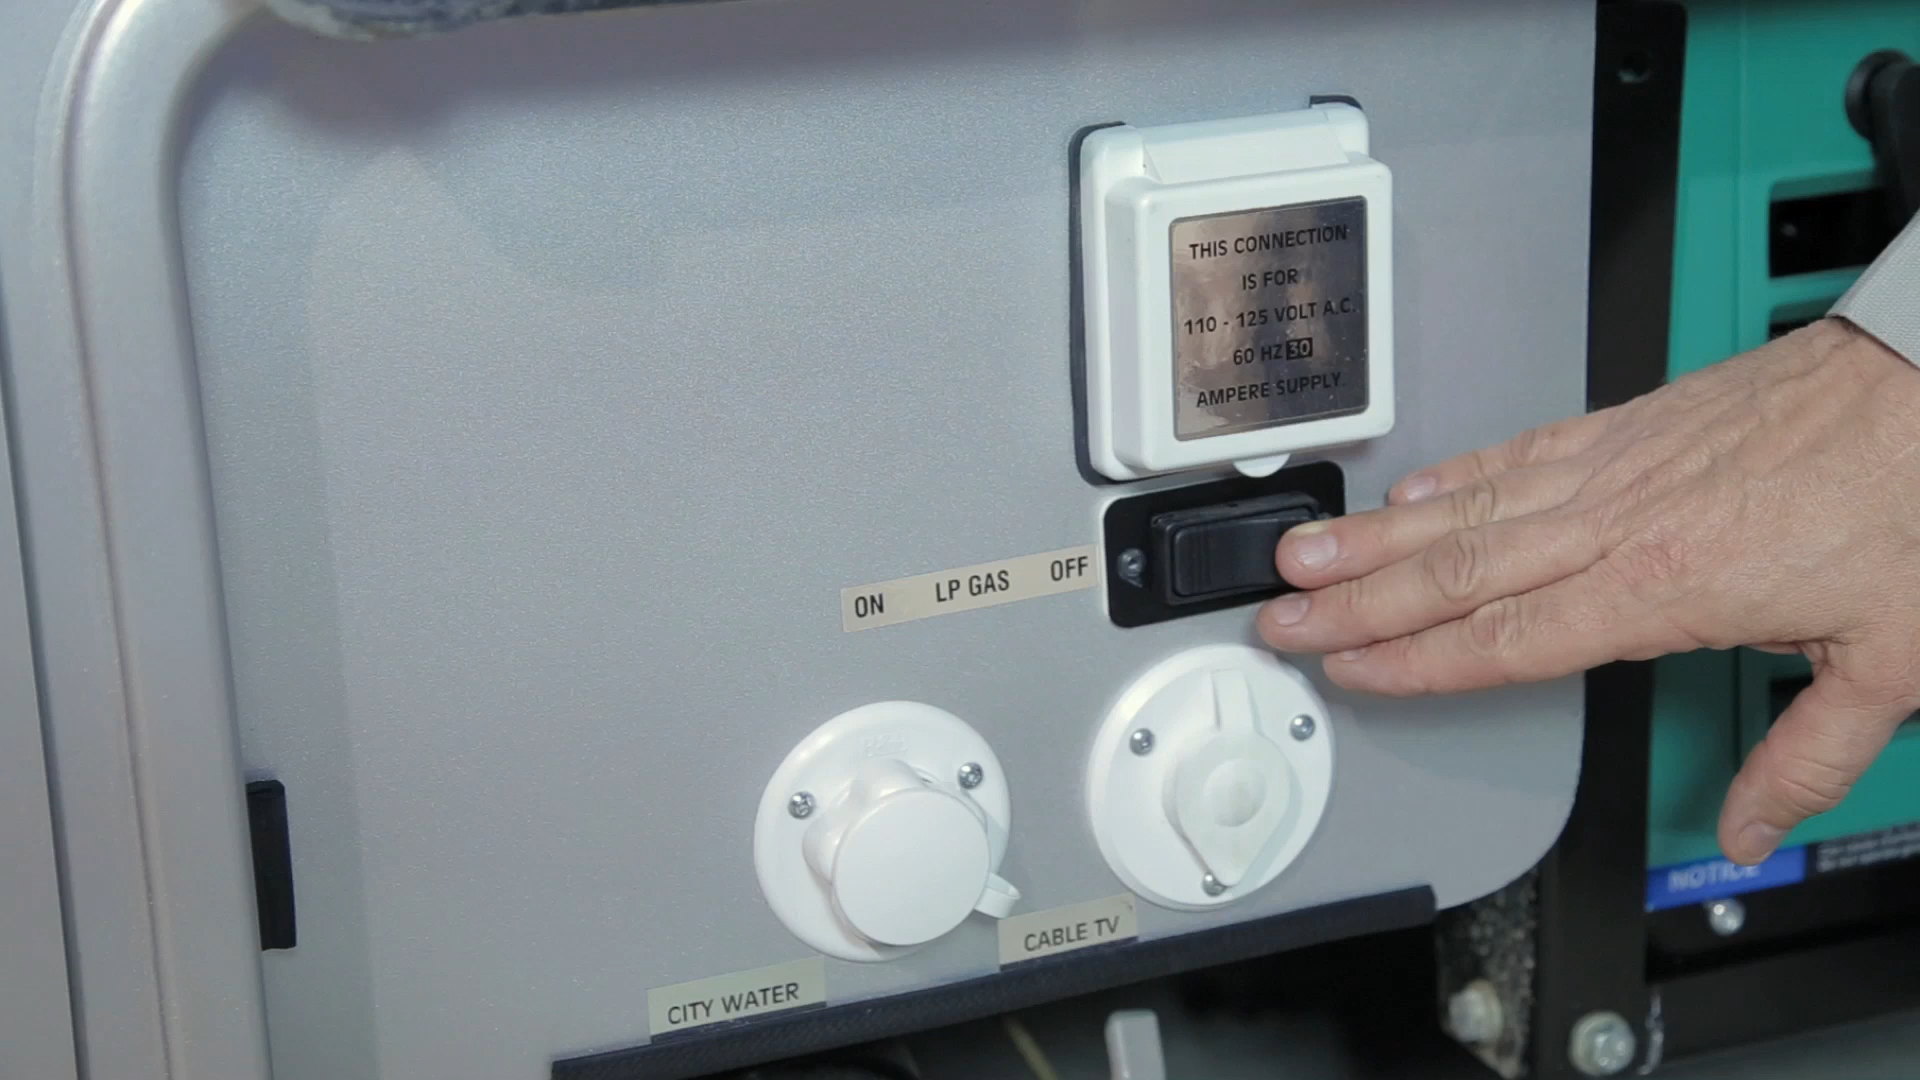 THIS CONNECTION
IS FOR
110 - 125 VOLT A.C.
60 HZ 30
AMPERE SUPPLY.
ON LP GAS OFF
CABLE TV
CITY WATER
NOTICE